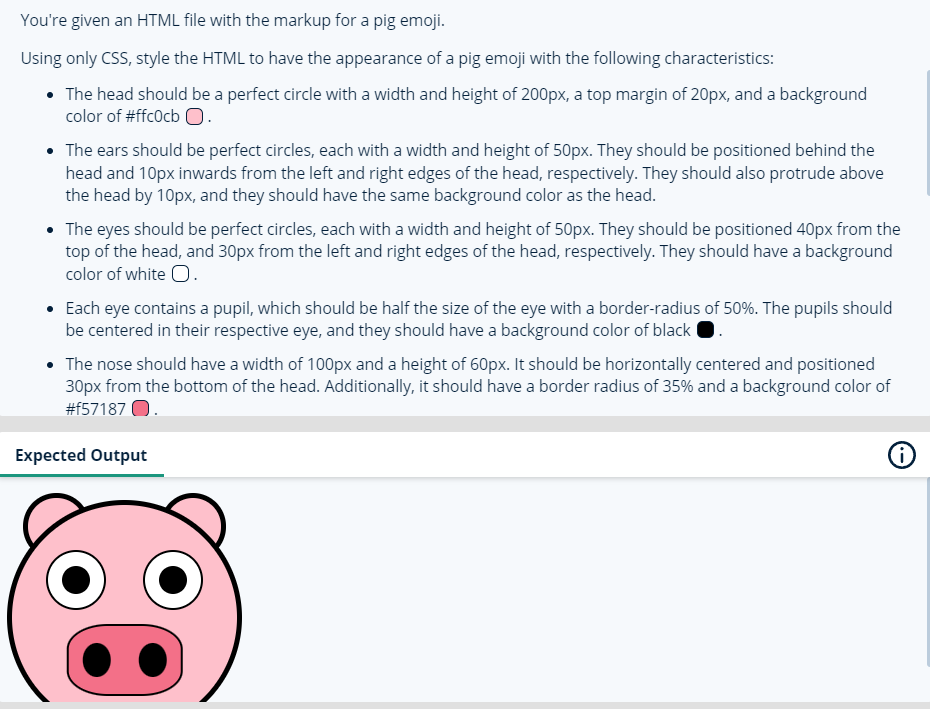 You're given an HTML file with the markup for a pig emoji.
Using only CSS, style the HTML to have the appearance of a pig emoji with the following characteristics:
• The head should be a perfect circle with a width and height of 200px, a top margin of 20px, and a background
color of #ffc0cb .
• The ears should be perfect circles, each with a width and height of 50px. They should be positioned behind the
head and 10px inwards from the left and right edges of the head, respectively. They should also protrude above
the head by 10px, and they should have the same background color as the head.
• The eyes should be perfect circles, each with a width and height of 50px. They should be positioned 40px from the
top of the head, and 30px from the left and right edges of the head, respectively. They should have a background
color of white .
• Each eye contains a pupil, which should be half the size of the eye with a border-radius of 50%. The pupils should
be centered in their respective eye, and they should have a background color of black .
• The nose should have a width of 100px and a height of 60px. It should be horizontally centered and positioned
30px from the bottom of the head. Additionally, it should have a border radius of 35% and a background color of
#f57187 .
Expected Output